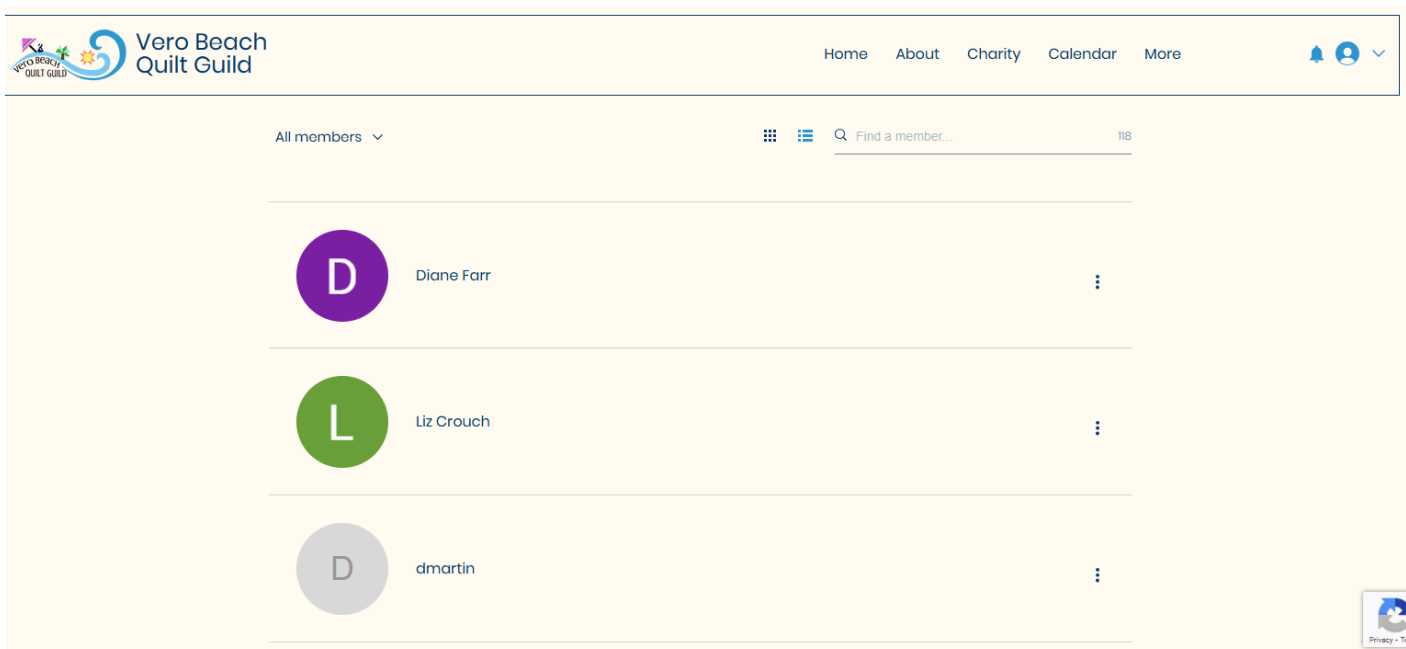 Vero Beach
QUILT GUILD
Vero Beach
Quilt Guild
Home About Charity Calendar More
All members
Find a member... 118
D
Diane Farr
L
Liz Crouch
D
dmartin
Privacy -